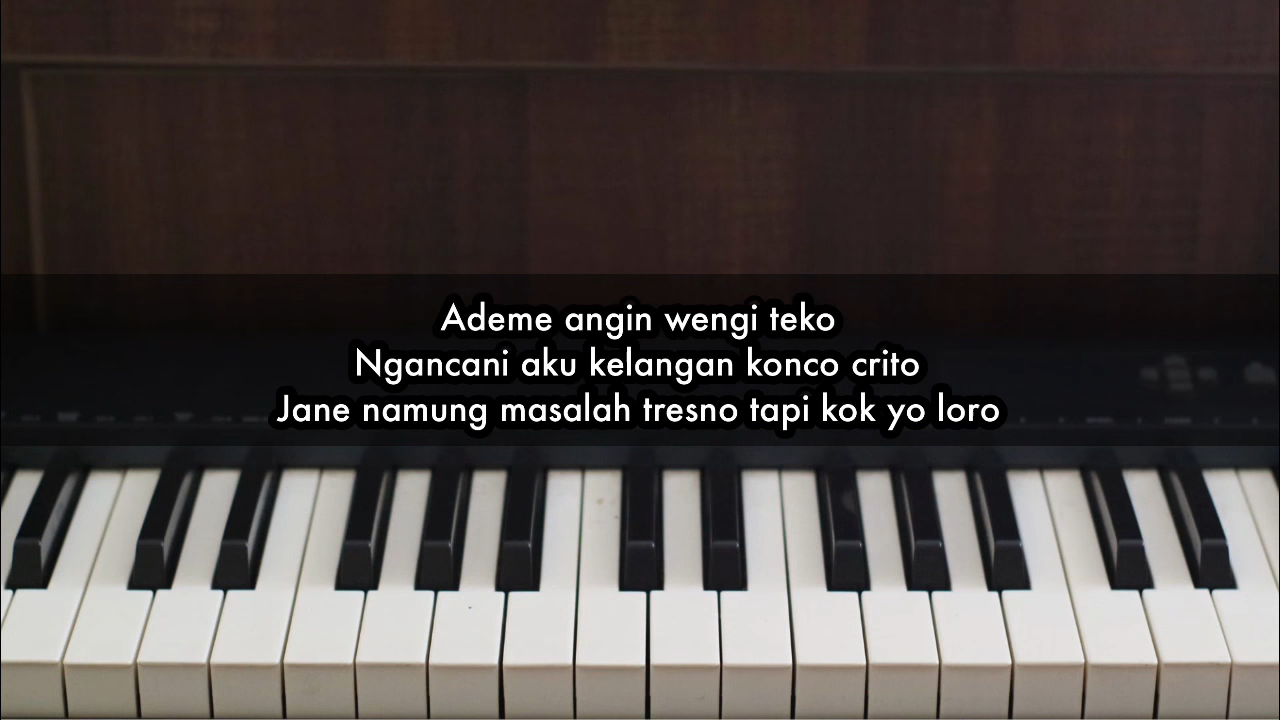 Ademe angin wengi teko
Ngancani aku kelangan konco crito
Jane namung masalah tresno tapi kok yo loro